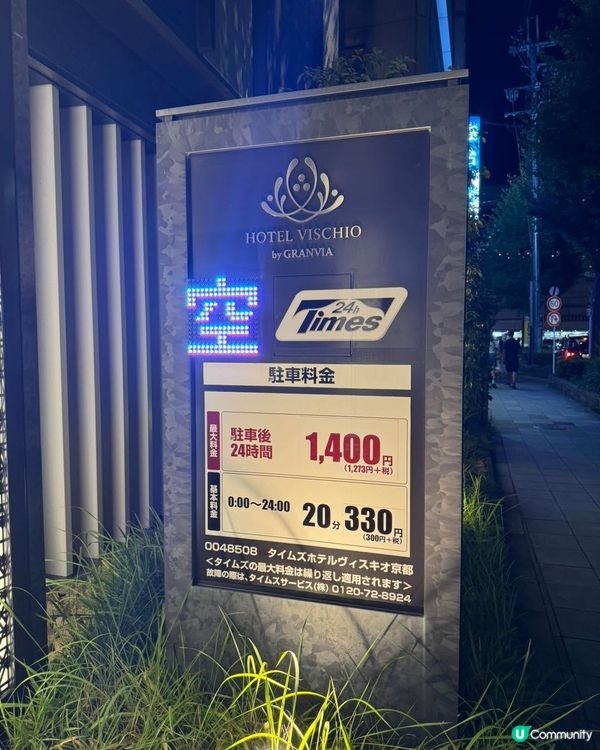 HOTEL VISCHIO
by GRANVIA
空
24h
Times
駐車料金
最大料金
駐車後
24時間
1,400円
(1,273円+税)
基本料金
0:00〜24:00
20分 330円
(300円+税)
0048508 タイムズホテルヴィスキオ京都
<タイムズの最大料金は繰り返し適用されます>
故障の際は、タイムズサービス(株) 0120-72-8924
50
U Community